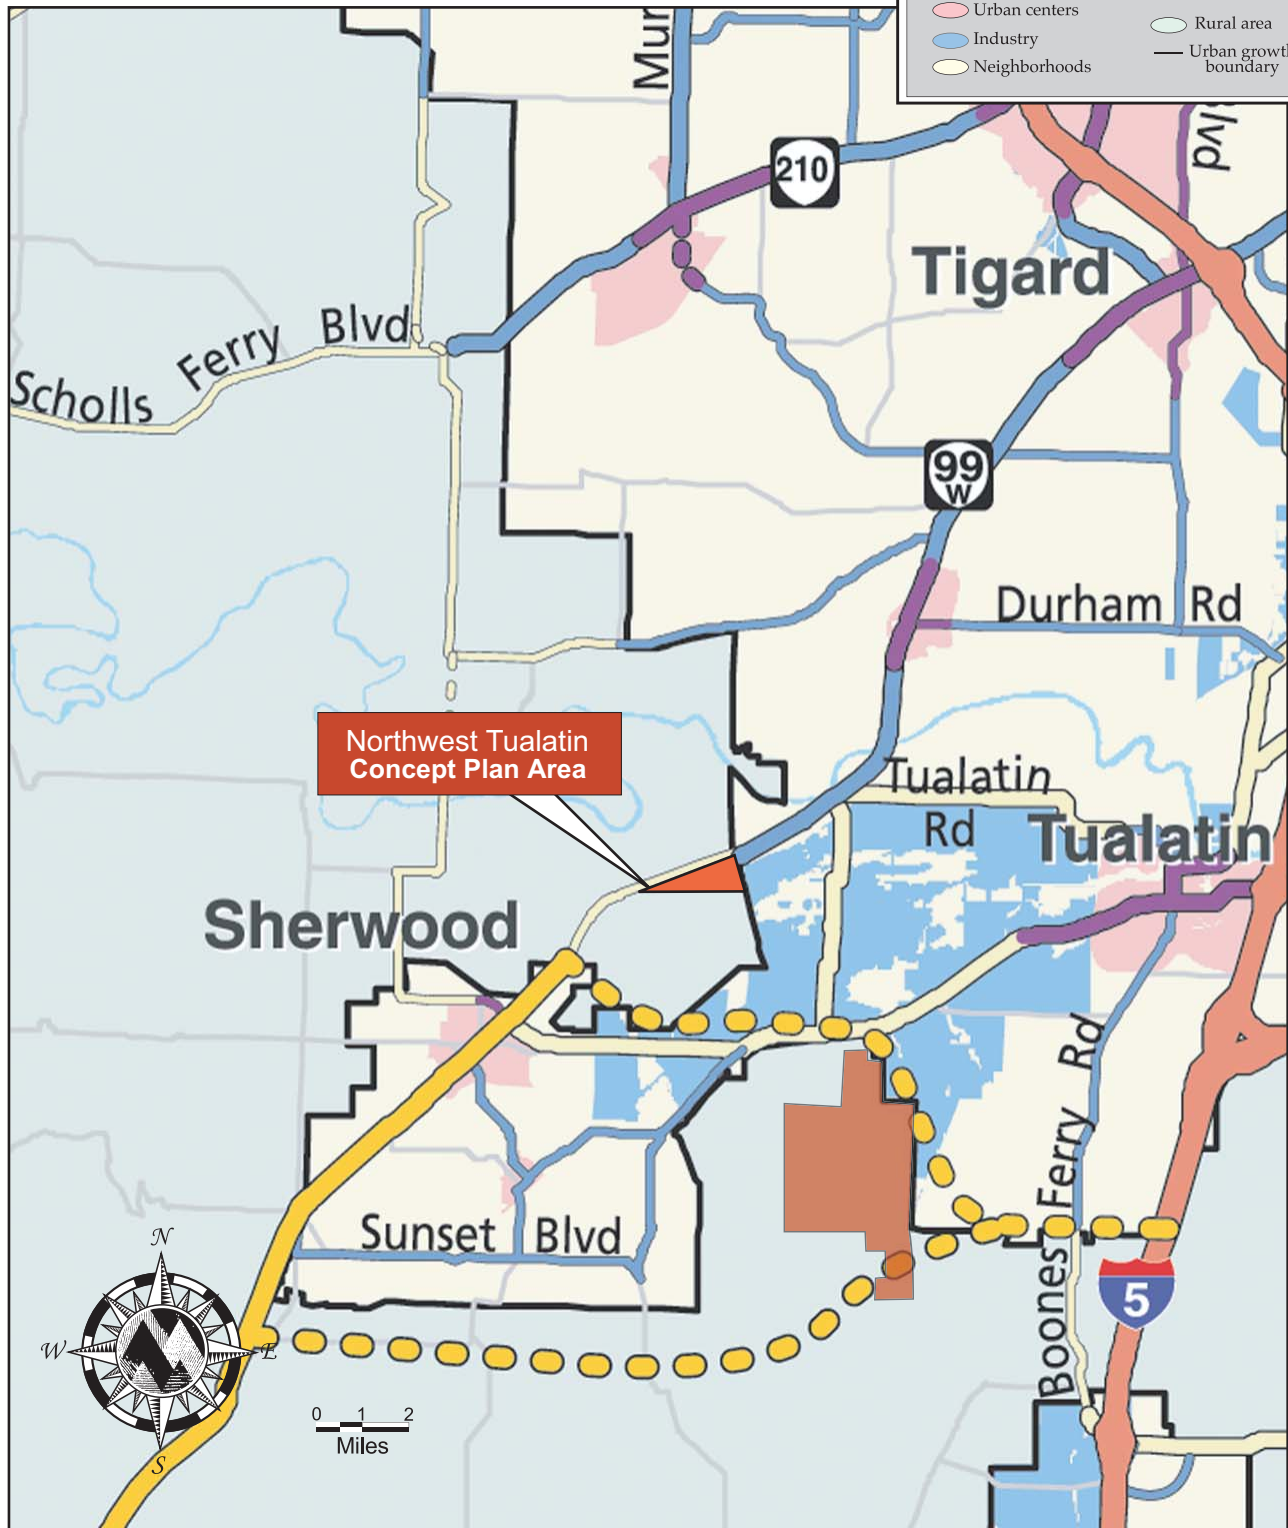 Urban centers
Industry
Neighborhoods
Rural area
boundary
210
Tigard
Scholls Ferry Blvd
99
W
Durham Rd
Northwest Tualatin
Concept Plan Area
Tualatin
Rd
Tualatin
Sherwood
Sunset Blvd
Boones Ferry Rd
5
N
W
E
S
0 1 2
Miles
Urban growth